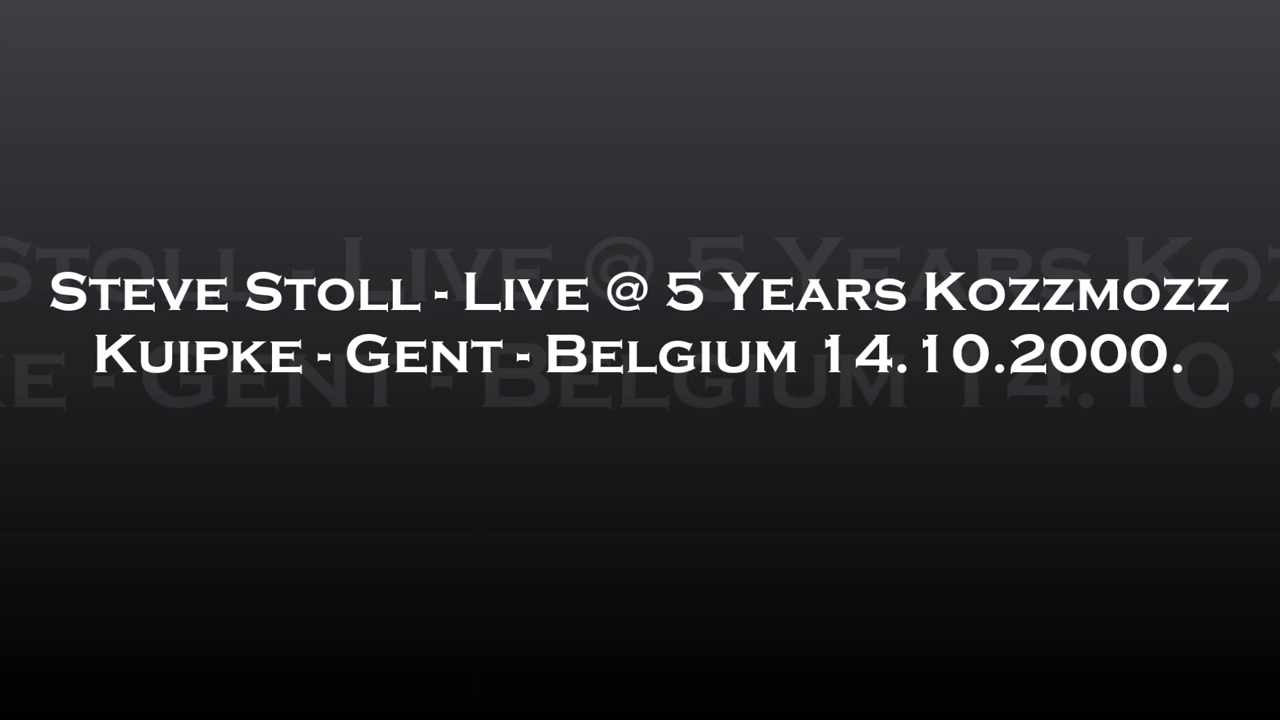 Steve Stoll - Live @ 5 Years Kozzmozz
Kuipke - Gent - Belgium 14.10.2000.